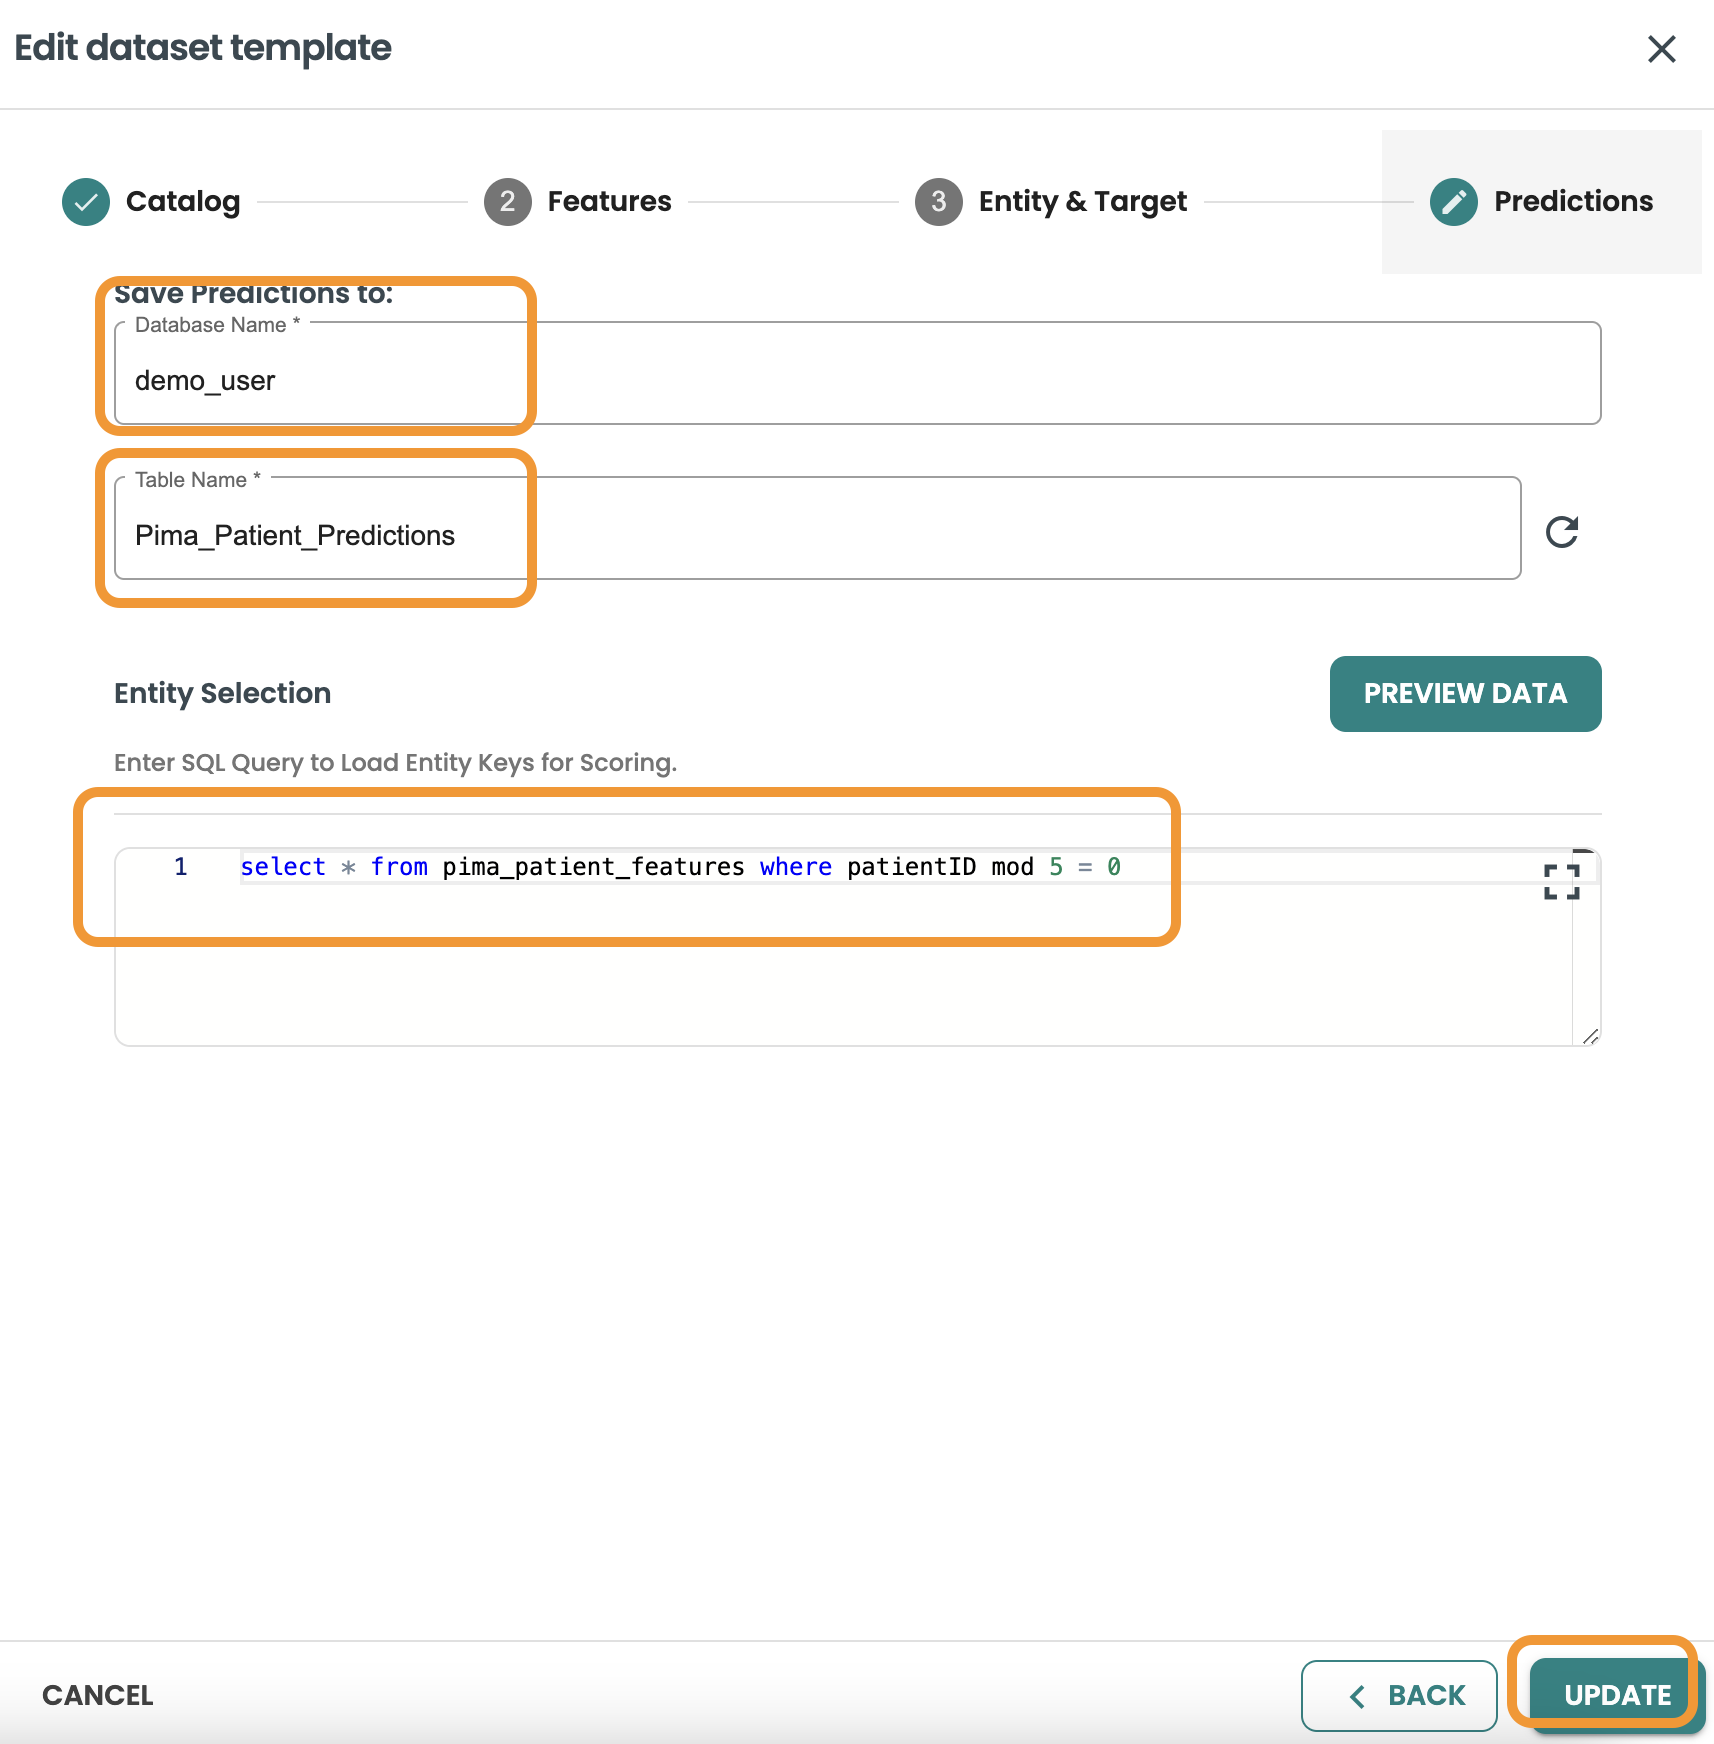 Edit dataset template
Catalog
2 Features
3 Entity & Target
Predictions
Save Predictions to:
Database Name *
demo_user
Table Name *
Pima_Patient_Predictions
Entity Selection
PREVIEW DATA
Enter SQL Query to Load Entity Keys for Scoring.
1 select * from pima_patient_features where patientID mod 5 = 0
CANCEL
BACK
UPDATE